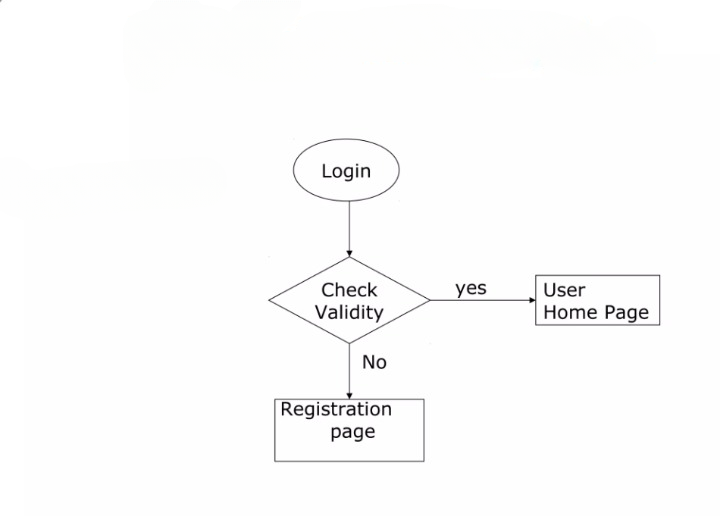 Login
Check
Validity
yes
User
Home Page
No
Registration
page